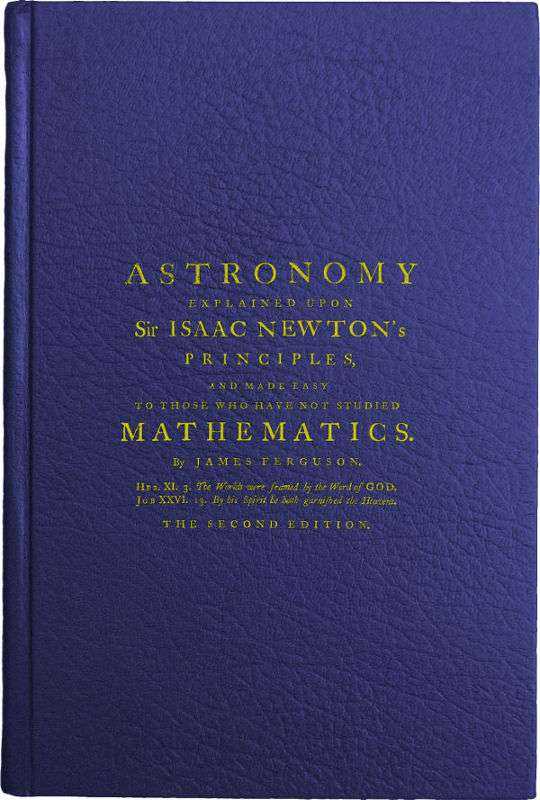 ASTRONOMY
EXPLAINED UPON
Sir ISAAC NEWTON's
PRINCIPLES,
AND MADE EASY
TO THOSE WHO HAVE NOT STUDIED
MATHEMATICS.
By JAMES FERGUSON.
HEB. XI. 3. The Worlds were framed by the Word of GOD.
JOB XXVI. 13. By his Spirit he hath garnished the Heavens.
THE SECOND EDITION.